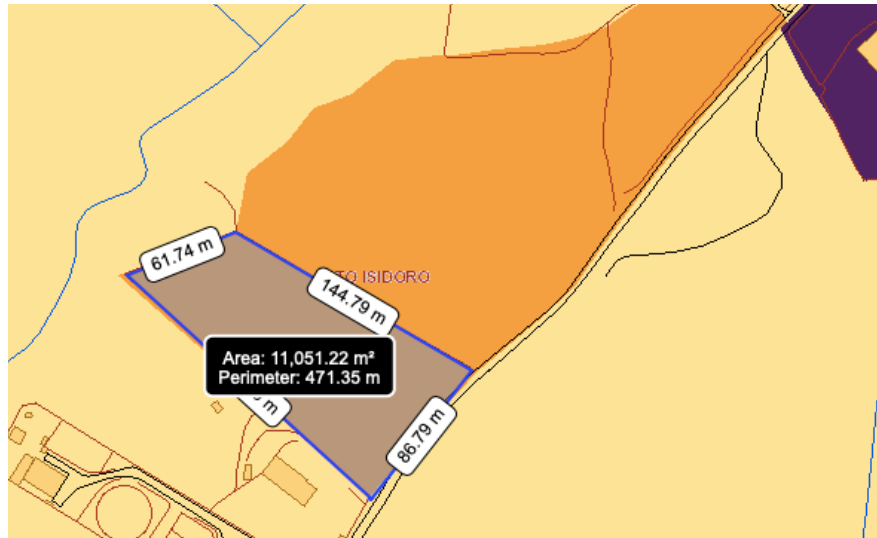 61.74 m
TO ISIDORO
144.79 m
Area: 11,051.22 m²
Perimeter: 471.35 m
m
86.79 m